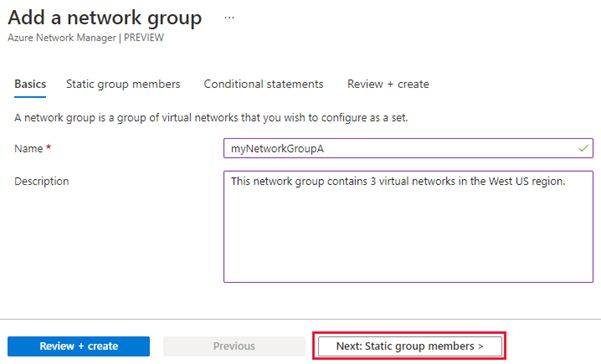 Add a network group ...
Azure Network Manager | PREVIEW
Basics Static group members Conditional statements Review + create
A network group is a group of virtual networks that you wish to configure as a set.
Name * myNetworkGroupA
Description This network group contains 3 virtual networks in the West US region.
Review + create Previous Next: Static group members >